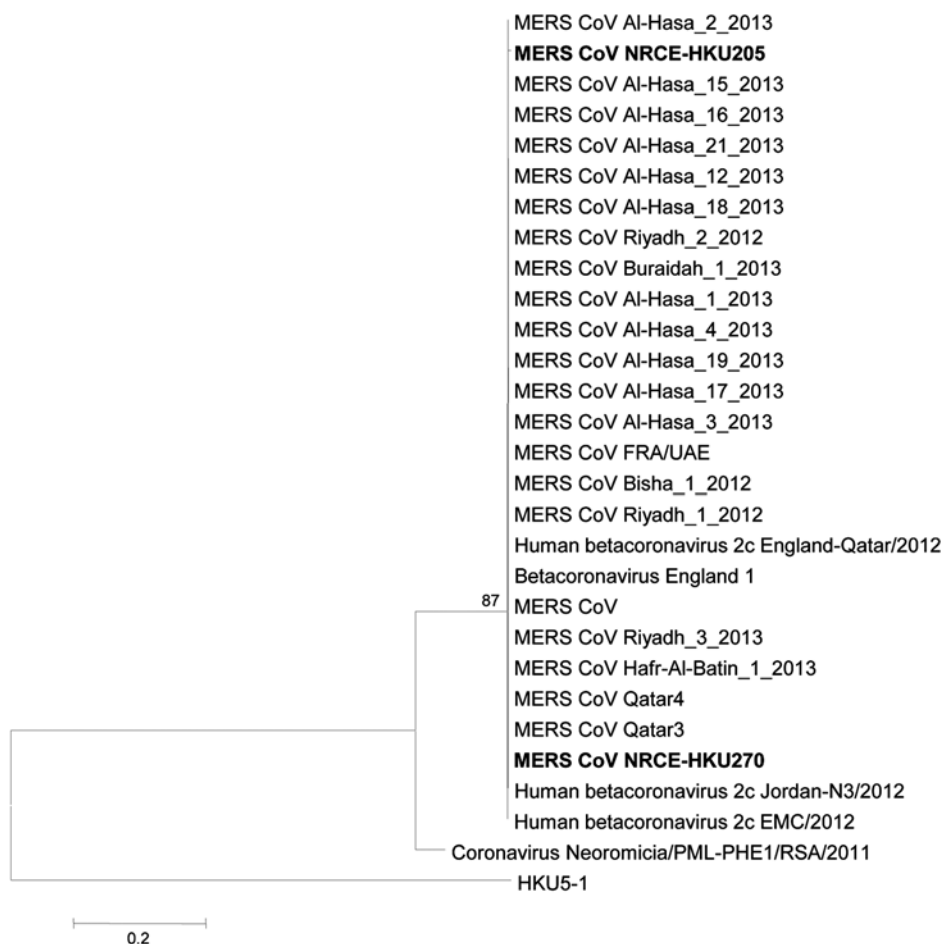 MERS CoV Al-Hasa_2_2013
MERS CoV NRCE-HKU205
MERS CoV Al-Hasa_15_2013
MERS CoV Al-Hasa_16_2013
MERS CoV Al-Hasa_21_2013
MERS CoV Al-Hasa_12_2013
MERS CoV Al-Hasa_18_2013
MERS CoV Riyadh_2_2012
MERS CoV Buraidah_1_2013
MERS CoV Al-Hasa_1_2013
MERS CoV Al-Hasa_4_2013
MERS CoV Al-Hasa_19_2013
MERS CoV Al-Hasa_17_2013
MERS CoV Al-Hasa_3_2013
MERS CoV FRA/UAE
MERS CoV Bisha_1_2012
MERS CoV Riyadh_1_2012
Human betacoronavirus 2c England-Qatar/2012
Betacoronavirus England 1
87
MERS CoV
MERS CoV Riyadh_3_2013
MERS CoV Hafr-Al-Batin_1_2013
MERS CoV Qatar4
MERS CoV Qatar3
MERS CoV NRCE-HKU270
Human betacoronavirus 2c Jordan-N3/2012
Human betacoronavirus 2c EMC/2012
Coronavirus Neoromicia/PML-PHE1/RSA/2011
HKU5-1
0.2